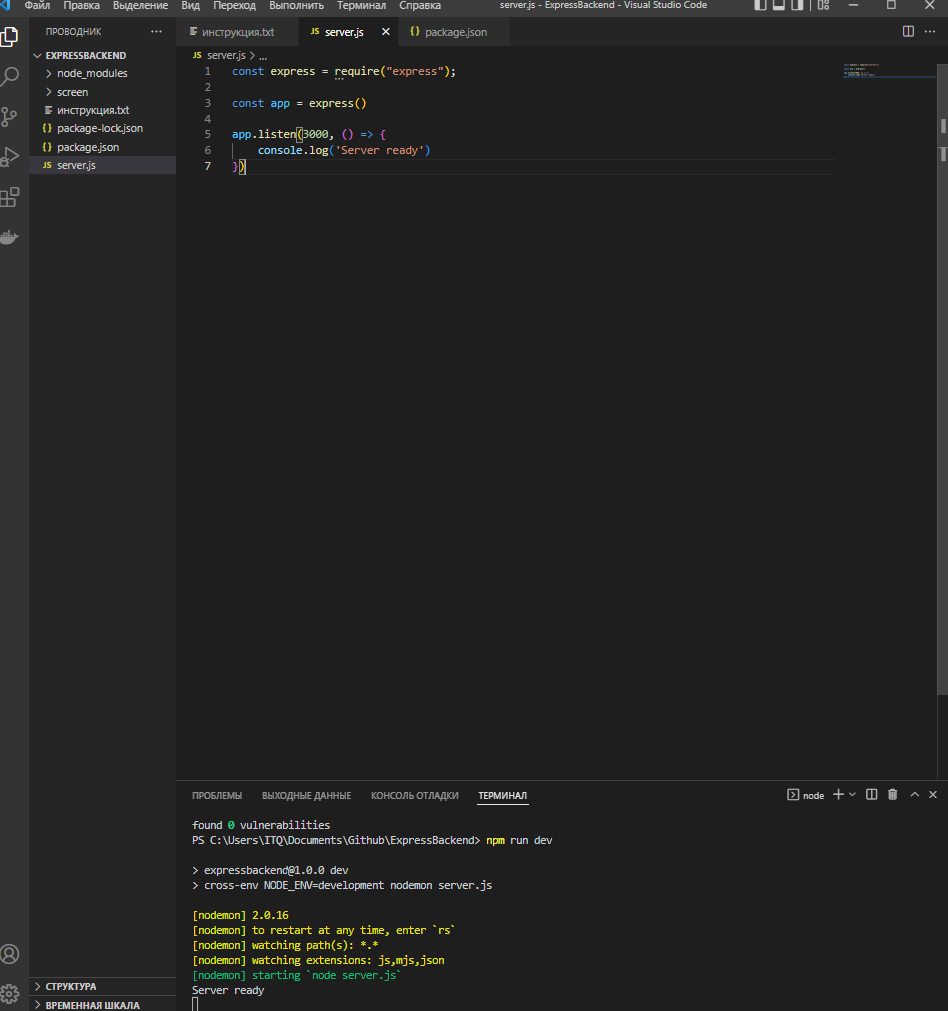 Файл Правка Выделение Вид Переход Выполнить Терминал Справка server.js - ExpressBackend - Visual Studio Code
ПРОВОДНИК ...
EXPRESSBACKEND
node_modules
screen
инструкция.txt
{} package-lock.json
{} package.json
JS server.js
инструкция.txt JS server.js × {} package.json
JS server.js > ...
1 const express = require("express");
2
3 const app = express()
4
5 app.listen(3000, () => {
6 console.log('Server ready')
7 })
ПРОБЛЕМЫ ВЫХОДНЫЕ ДАННЫЕ КОНСОЛЬ ОТЛАДКИ ТЕРМИНАЛ node
found 0 vulnerabilities
PS C:\Users\ITQ\Documents\Github\ExpressBackend> npm run dev
> expressbackend@1.0.0 dev
> cross-env NODE_ENV=development nodemon server.js
[nodemon] 2.0.16
[nodemon] to restart at any time, enter `rs`
[nodemon] watching path(s): *.*
[nodemon] watching extensions: js,mjs,json
[nodemon] starting `node server.js`
Server ready
СТРУКТУРА
ВРЕМЕННАЯ ШКАЛА